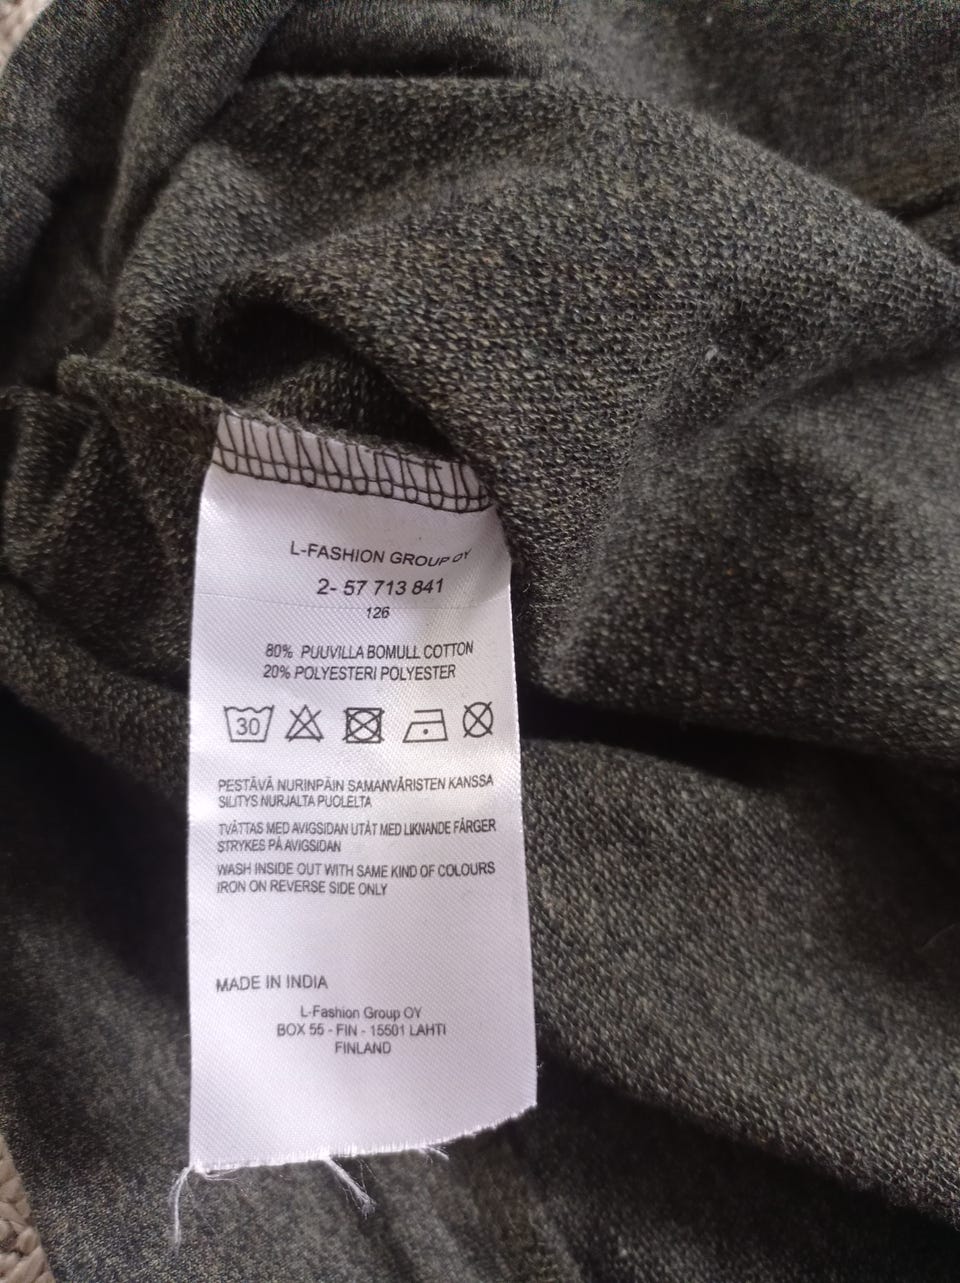 L-FASHION GROUP OY
2- 57 713 841
126
80% PUUVILLA BOMULL COTTON
20% POLYESTERI POLYESTER
30
PESTÄVÄ NURINPÄIN SAMANVÄRISTEN KANSSA
SILITYS NURJALTA PUOLELTA
TVÄTTAS MED AVIGSIDAN UTÅT MED LIKNANDE FÄRGER
STRYKES PÅ AVIGSIDAN
WASH INSIDE OUT WITH SAME KIND OF COLOURS
IRON ON REVERSE SIDE ONLY
MADE IN INDIA
L-Fashion Group OY
BOX 55 - FIN - 15501 LAHTI
FINLAND